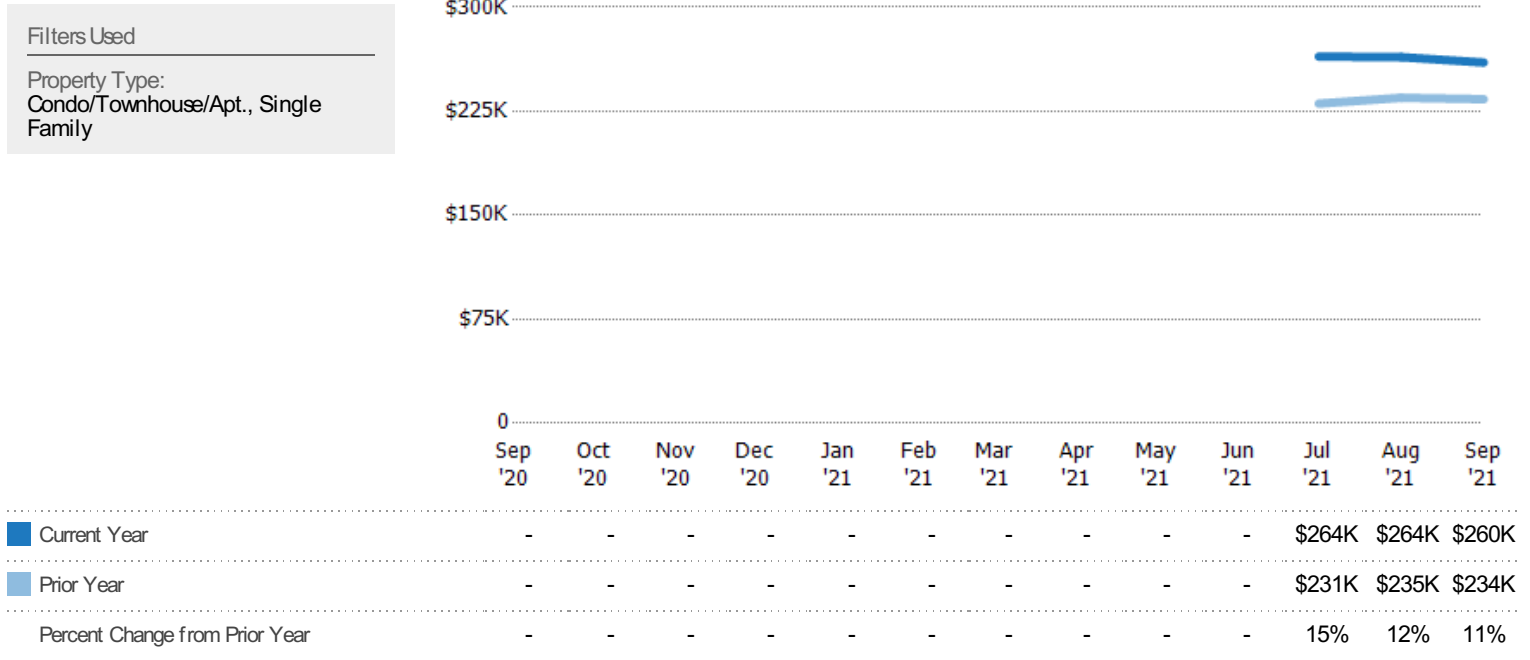 Filters Used
Property Type:
Condo/Townhouse/Apt., Single
Family
$300K
$225K
$150K
$75K
0
Sep Oct Nov Dec Jan Feb Mar Apr May Jun Jul Aug Sep
'20 '20 '20 '20 '21 '21 '21 '21 '21 '21 '21 '21 '21
Current Year - - - - - - - - - - $264K $264K $260K
Prior Year - - - - - - - - - - $231K $235K $234K
Percent Change from Prior Year - - - - - - - - - - 15% 12% 11%